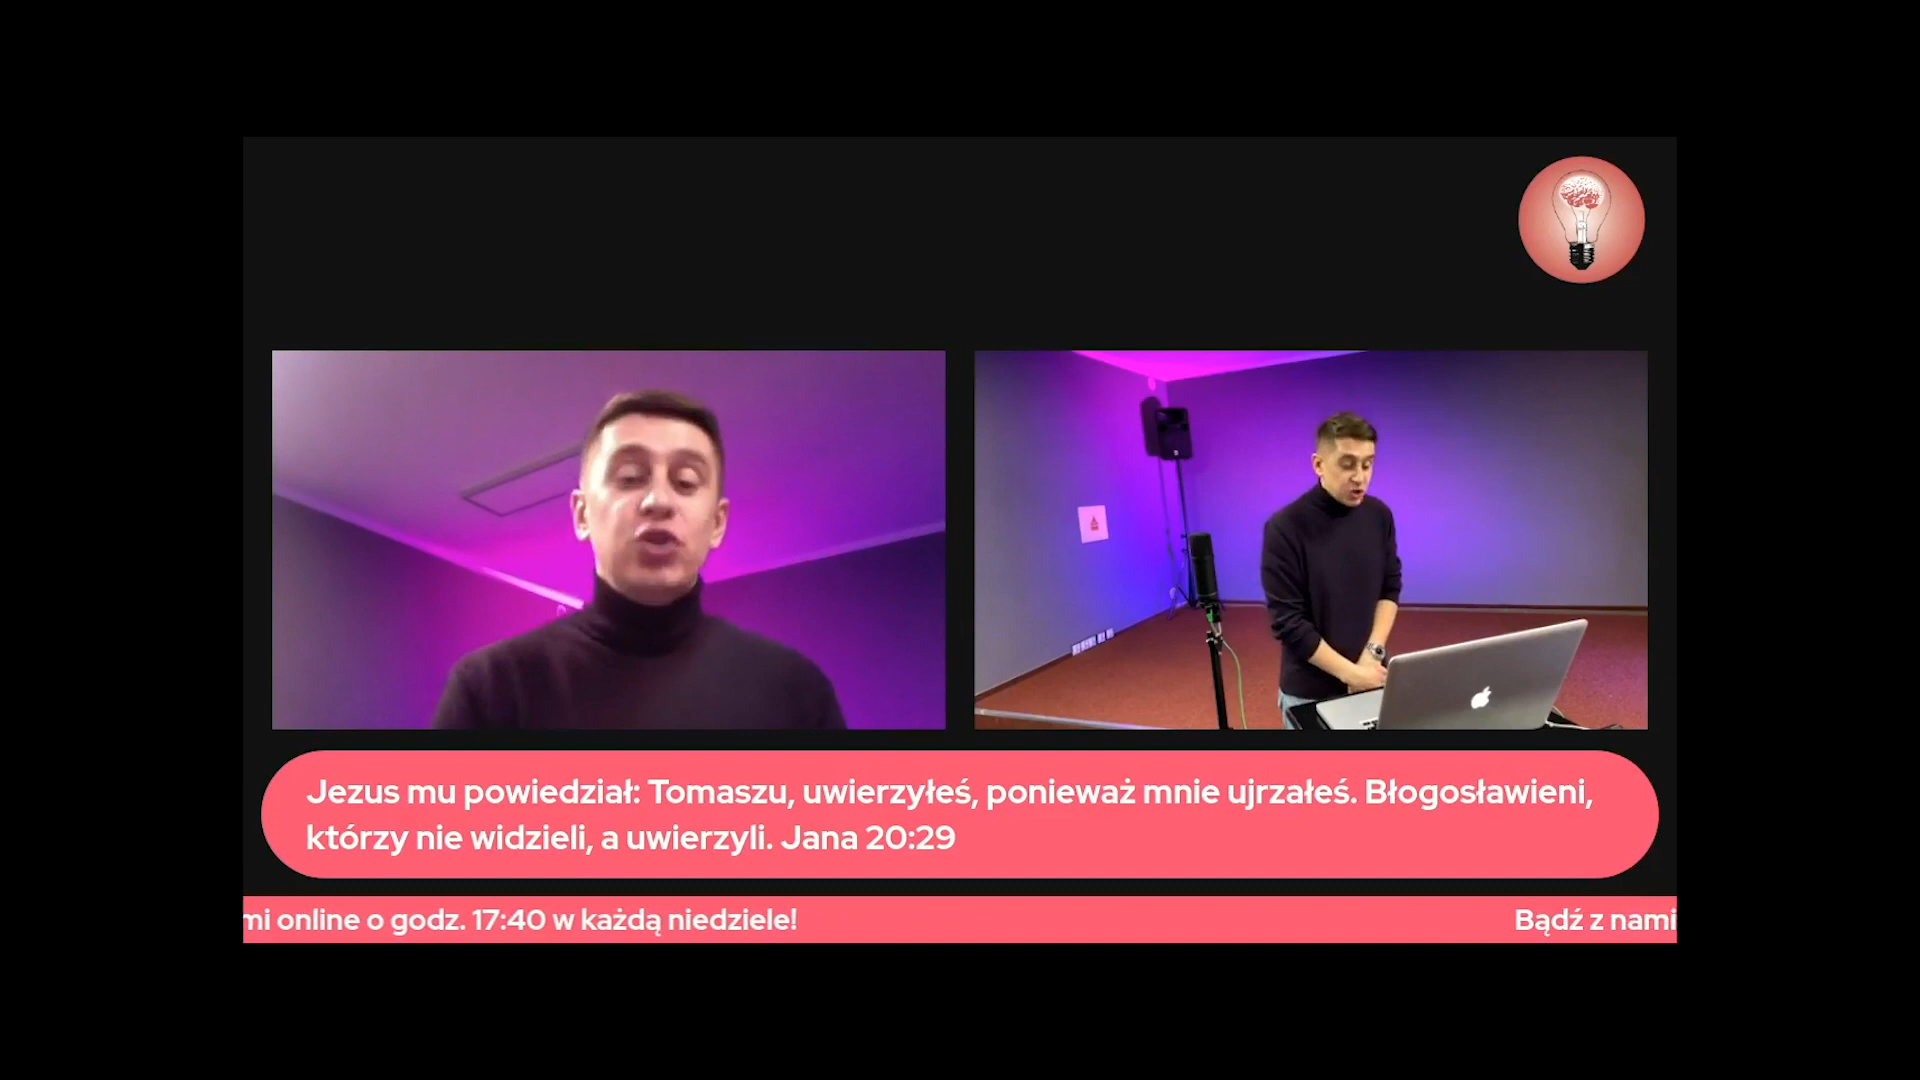 Jezus mu powiedział: Tomaszu, uwierzyłeś, ponieważ mnie ujrzałeś. Błogosławieni,
którzy nie widzieli, a uwierzyli. Jana 20:29
mi online o godz. 17:40 w każdą niedziele! Bądź z nami